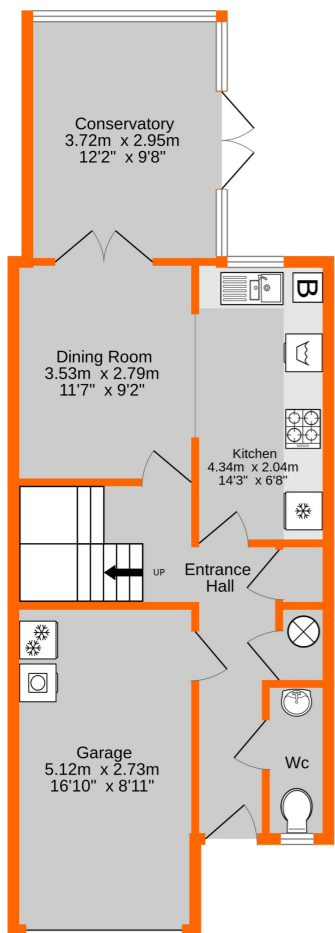 Conservatory
3.72m x 2.95m
12'2" x 9'8"
B
Dining Room
3.53m x 2.79m
11'7" x 9'2"
Kitchen
4.34m x 2.04m
14'3" x 6'8"
UP
Entrance
Hall
Garage
5.12m x 2.73m
16'10" x 8'11"
Wc